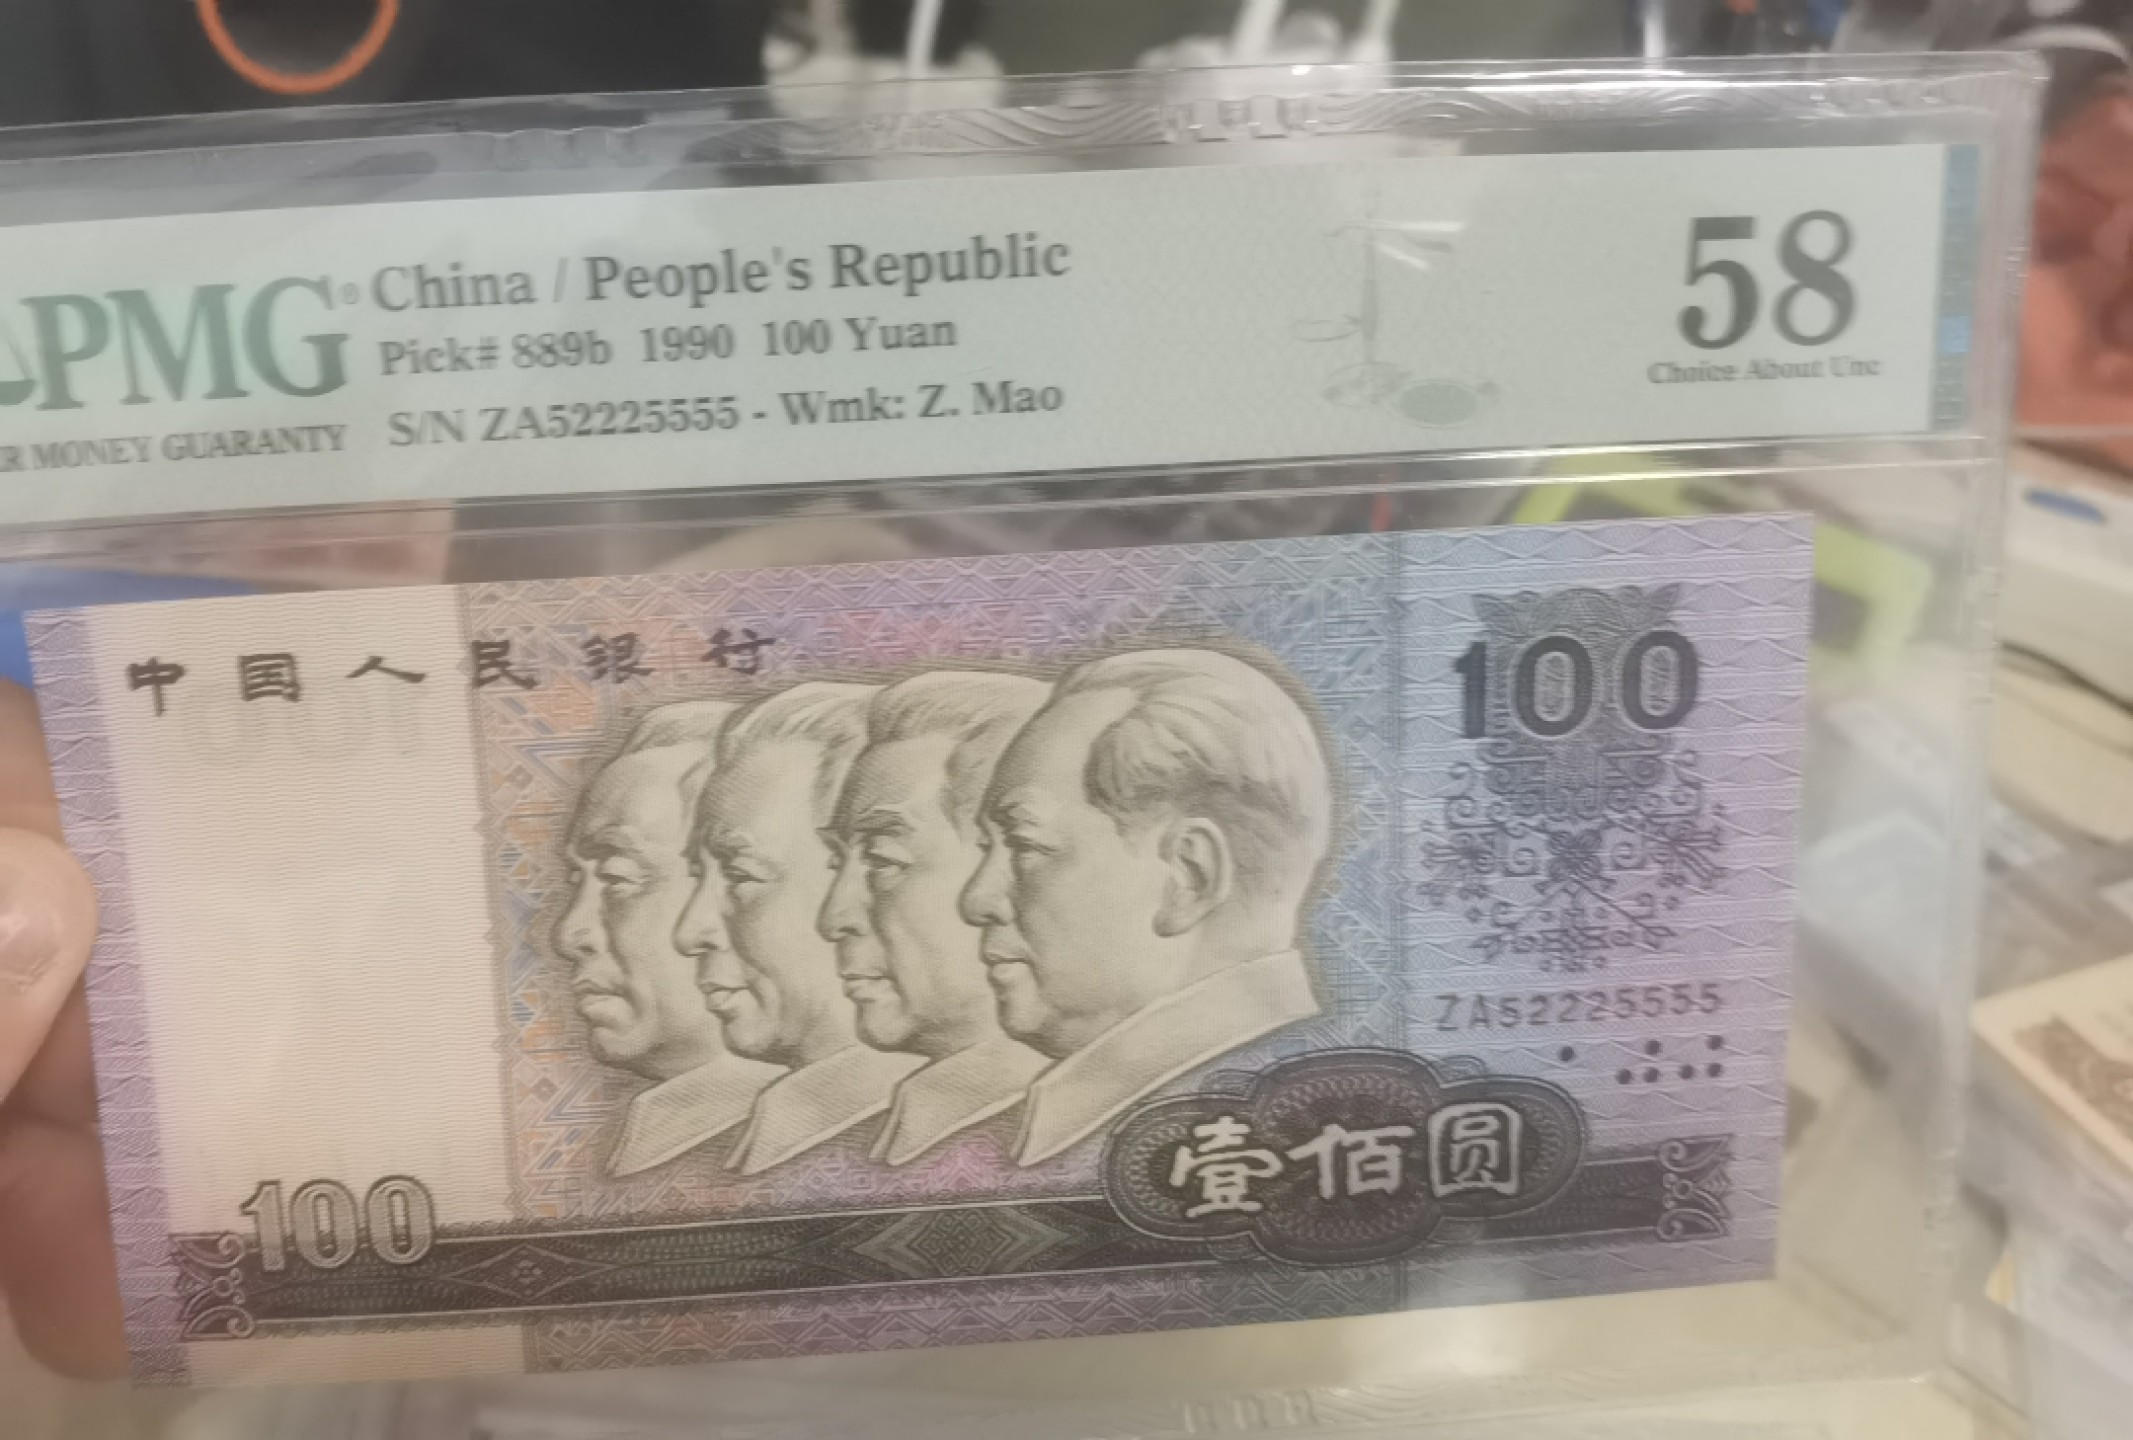 PMG® China / People's Republic
Pick# 889b 1990 100 Yuan
S/N ZA52225555 - Wmk: Z. Mao
R MONEY GUARANTY
58
Choice About Unc
中国人民银行
100
ZA52225555
100
壹佰圆